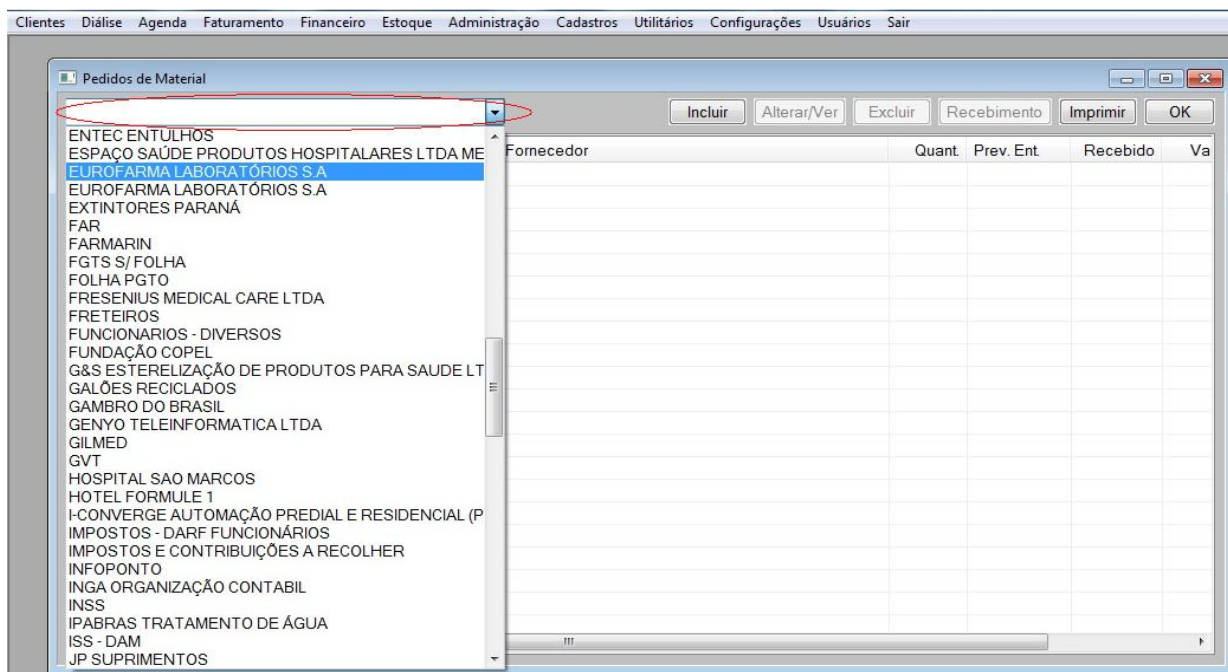 Clientes Diálise Agenda Faturamento Financeiro Estoque Administração Cadastros Utilitários Configurações Usuários Sair
Pedidos de Material
Incluir Alterar/Ver Excluir Recebimento Imprimir OK
Fornecedor Quant. Prev. Ent. Recebido Va
ENTEC ENTULHOS
ESPAÇO SAÚDE PRODUTOS HOSPITALARES LTDA ME
EUROFARMA LABORATÓRIOS S.A
EUROFARMA LABORATÓRIOS S.A
EXTINTORES PARANÁ
FAR
FARMARIN
FGTS S/ FOLHA
FOLHA PGTO
FRESENIUS MEDICAL CARE LTDA
FRETEIROS
FUNCIONARIOS - DIVERSOS
FUNDAÇÃO COPEL
G&S ESTERELIZAÇÃO DE PRODUTOS PARA SAUDE LT
GALÕES RECICLADOS
GAMBRO DO BRASIL
GENYO TELEINFORMATICA LTDA
GILMED
GVT
HOSPITAL SAO MARCOS
HOTEL FORMULE 1
I-CONVERGE AUTOMAÇÃO PREDIAL E RESIDENCIAL (P
IMPOSTOS - DARF FUNCIONÁRIOS
IMPOSTOS E CONTRIBUIÇÕES A RECOLHER
INFOPONTO
INGA ORGANIZAÇÃO CONTABIL
INSS
IPABRAS TRATAMENTO DE ÁGUA
ISS - DAM
JP SUPRIMENTOS